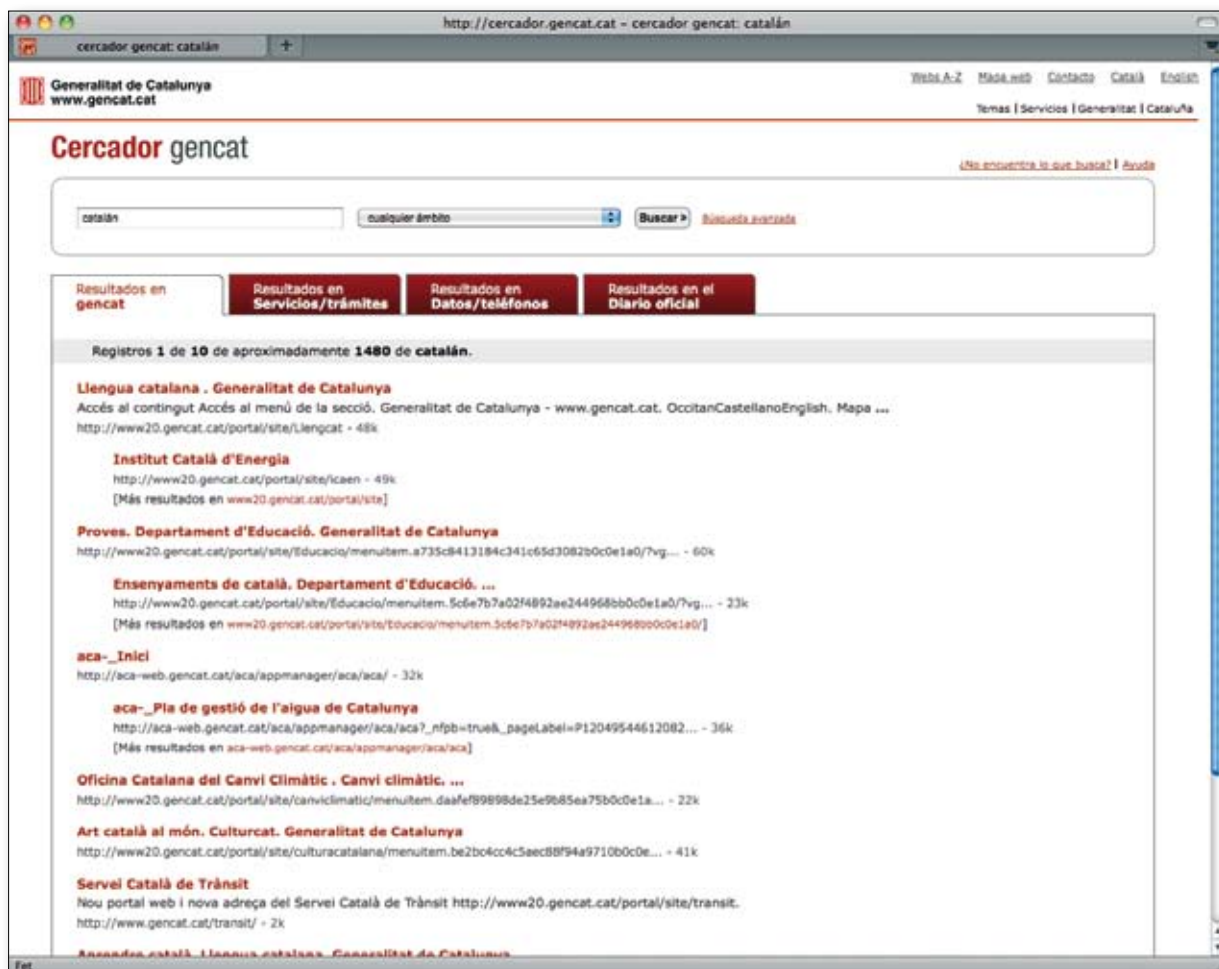 http://cercador.gencat.cat – cercador gencat: catalán
cercador gencat: catalán
+
Generalitat de Catalunya
www.gencat.cat
Webs A-Z Mapa web Contacto Català English
Temas | Servicios | Generalitat | Cataluña
Cercador gencat
¿No encuentra lo que busca? | Ayuda
catalán cualquier ámbito Buscar Búsqueda avanzada
Resultados en gencat
Resultados en Servicios/trámites
Resultados en Datos/teléfonos
Resultados en el Diario oficial
Registros 1 de 10 de aproximadamente 1480 de catalán.
Llengua catalana . Generalitat de Catalunya
Accés al contingut Accés al menú de la secció. Generalitat de Catalunya - www.gencat.cat. OccitanCastellanoEnglish. Mapa ...
http://www20.gencat.cat/portal/site/Llengcat - 48k
Institut Català d'Energia
http://www20.gencat.cat/portal/site/icaen - 49k
[Más resultados en www20.gencat.cat/portal/site]
Proves. Departament d'Educació. Generalitat de Catalunya
http://www20.gencat.cat/portal/site/Educacio/menuitem.a735c8413184c341c65d3082b0c0e1a0/?vg... - 60k
Ensenyaments de català. Departament d'Educació. ...
http://www20.gencat.cat/portal/site/Educacio/menuitem.5c6e7b7a02f4892ae244968bb0c0e1a0/?vg... - 23k
[Más resultados en www20.gencat.cat/portal/site/Educacio/menuitem.5c6e7b7a02f4892ae244968bb0c0e1a0/]
aca-_Inici
http://aca-web.gencat.cat/aca/appmanager/aca/aca/ - 32k
aca-_Pla de gestió de l'aigua de Catalunya
http://aca-web.gencat.cat/aca/appmanager/aca/aca?_nfpb=true&_pageLabel=P12049544612082... - 36k
[Más resultados en aca-web.gencat.cat/aca/appmanager/aca/aca]
Oficina Catalana del Canvi Climàtic . Canvi climàtic. ...
http://www20.gencat.cat/portal/site/canviclimatic/menuitem.daafef89898de25e9b85ea75b0c0e1a... - 22k
Art català al món. Culturcat. Generalitat de Catalunya
http://www20.gencat.cat/portal/site/culturacatalana/menuitem.be2bc4cc4c5aec88f94a9710b0c0e... - 41k
Servei Català de Trànsit
Nou portal web i nova adreça del Servei Català de Trànsit http://www20.gencat.cat/portal/site/transit.
http://www.gencat.cat/transit/ - 2k
Aprendre català. Llengua catalana. Generalitat de Catalunya
Fet